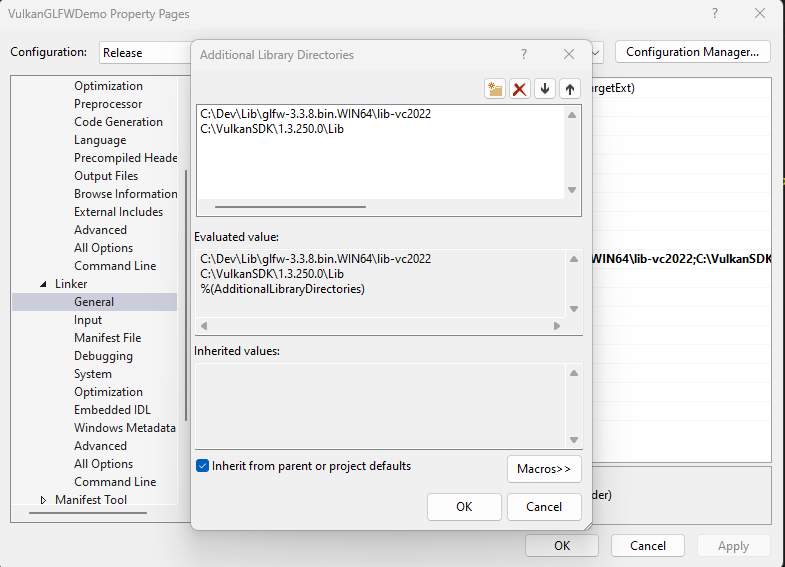 VulkanGLFWDemo Property Pages
?
Configuration:
Release
Configuration Manager...
Optimization
Preprocessor
Code Generation
Language
Precompiled Heade
Output Files
Browse Information
External Includes
Advanced
All Options
Command Line
Linker
General
Input
Manifest File
Debugging
System
Optimization
Embedded IDL
Windows Metadata
Advanced
All Options
Command Line
Manifest Tool
Additional Library Directories
?
C:\Dev\Lib\glfw-3.3.8.bin.WIN64\lib-vc2022
C:\VulkanSDK\1.3.250.0\Lib
Evaluated value:
C:\Dev\Lib\glfw-3.3.8.bin.WIN64\lib-vc2022
C:\VulkanSDK\1.3.250.0\Lib
%(AdditionalLibraryDirectories)
Inherited values:
Inherit from parent or project defaults
Macros>>
OK
Cancel
argetExt)
WIN64\lib-vc2022;C:\VulkanSDK
der)
OK
Cancel
Apply